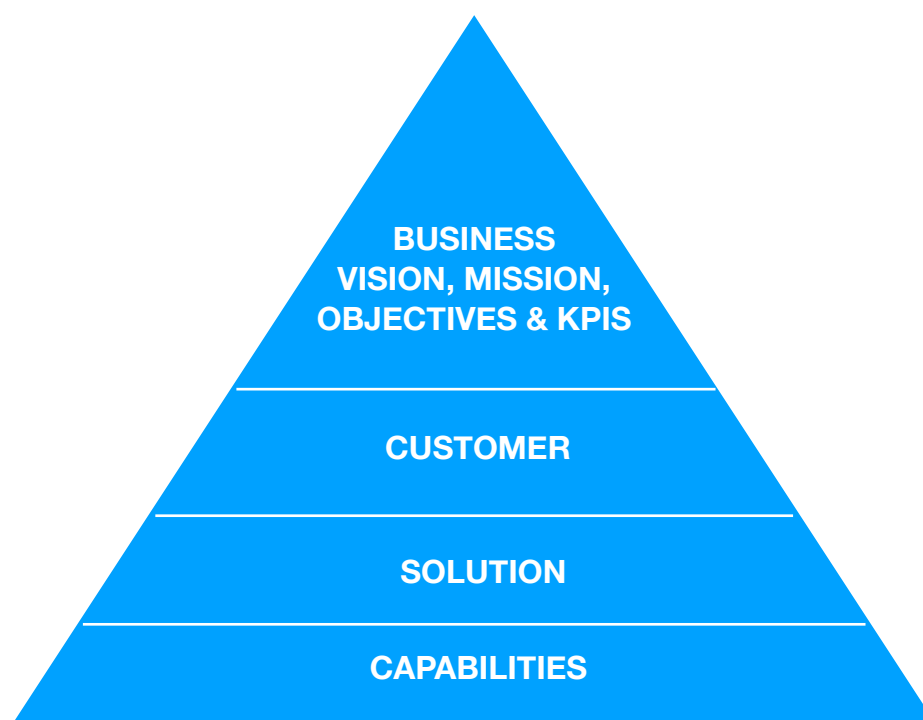 BUSINESS
VISION, MISSION,
OBJECTIVES & KPIS
CUSTOMER
SOLUTION
CAPABILITIES